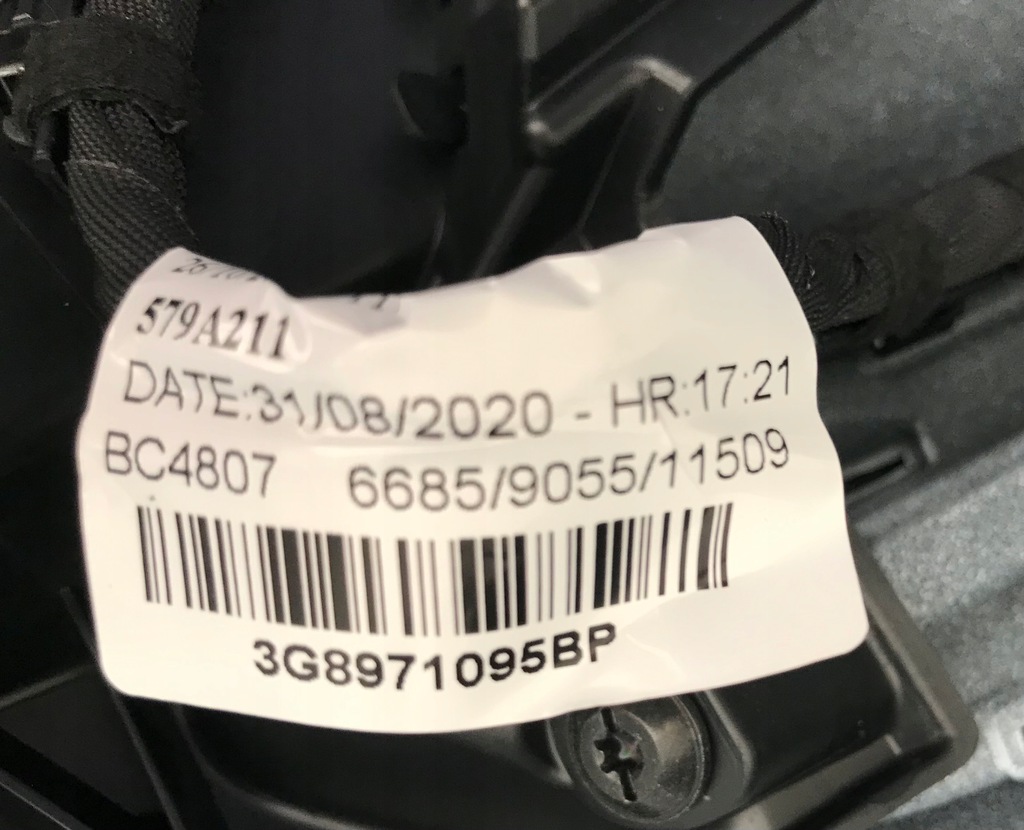 579A211
DATE:31/08/2020 - HR:17:21
BC4807 6685/9055/11509
3G8971095BP